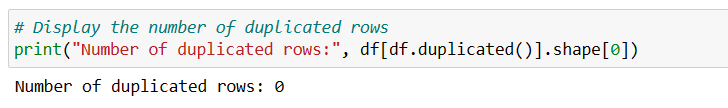 # Display the number of duplicated rows
print("Number of duplicated rows:", df[df.duplicated()].shape[0])
Number of duplicated rows: 0